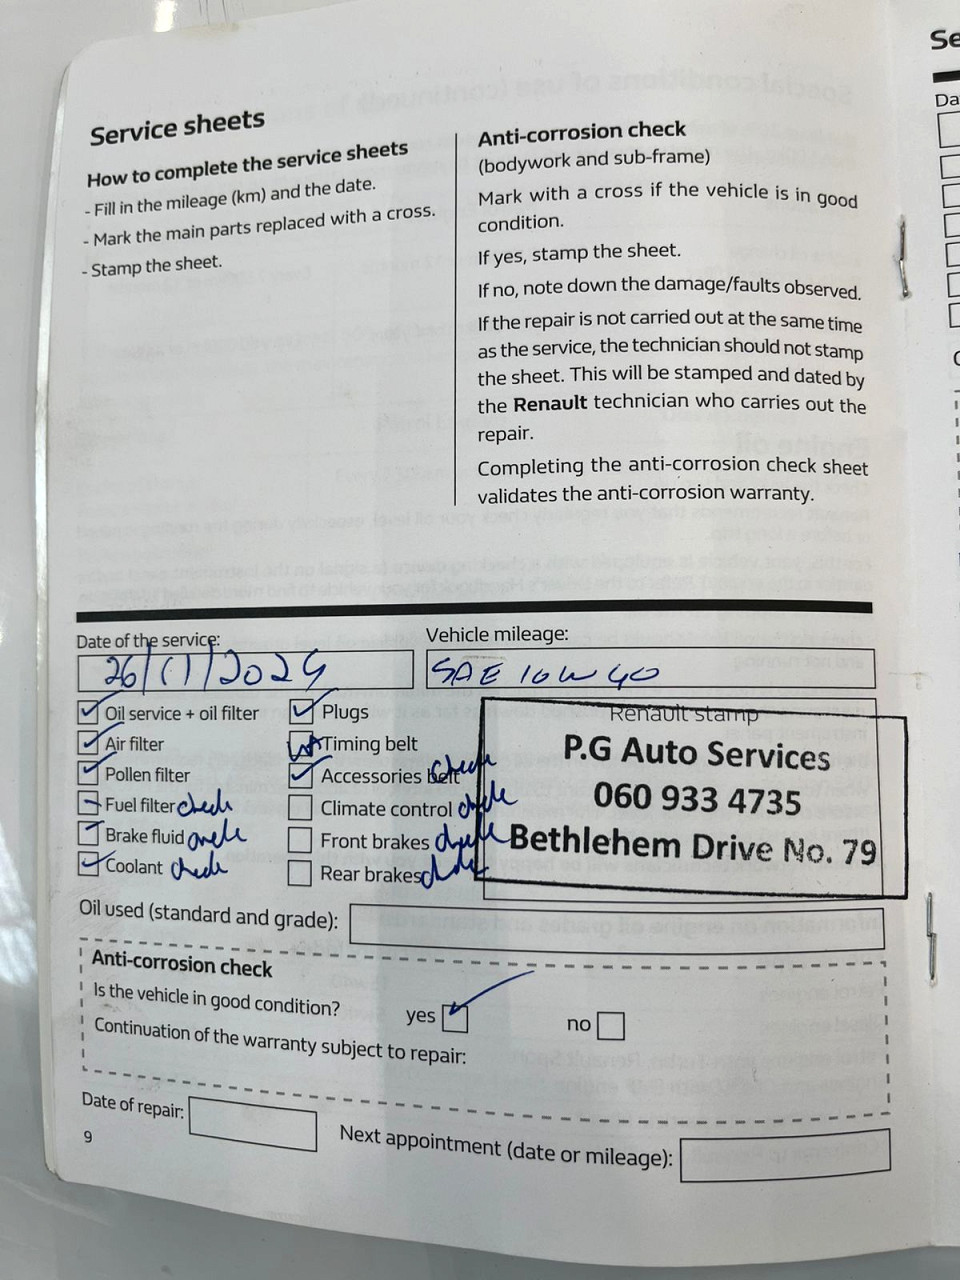 Service sheets
How to complete the service sheets
- Fill in the mileage (km) and the date.
- Mark the main parts replaced with a cross.
- Stamp the sheet.
Anti-corrosion check
(bodywork and sub-frame)
Mark with a cross if the vehicle is in good
condition.
If yes, stamp the sheet.
If no, note down the damage/faults observed.
If the repair is not carried out at the same time
as the service, the technician should not stamp
the sheet. This will be stamped and dated by
the Renault technician who carries out the
repair.
Completing the anti-corrosion check sheet
validates the anti-corrosion warranty.
Date of the service:
26/11/2024
Vehicle mileage:
SAE 10W40
Oil service + oil filter
Air filter
Pollen filter
Fuel filter check
Brake fluid check
Coolant check
Plugs
Timing belt
Accessories belt check
Climate control check
Front brakes check
Rear brakes check
Renault stamp
P.G Auto Services
060 933 4735
Bethlehem Drive No. 79
Oil used (standard and grade):
Anti-corrosion check
Is the vehicle in good condition?
yes
no
Continuation of the warranty subject to repair:
Date of repair:
Next appointment (date or mileage):
9
Se
Da